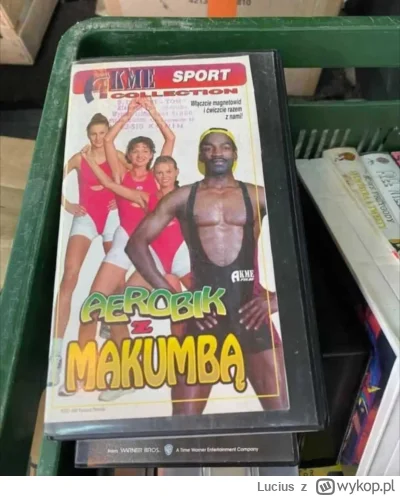 AKME SPORT
COLLECTION
Włączcie magnetowid
i ćwiczcie razem
z nami!
AKME
AEROBIK
Z
MAKUMBĄ
WARNER BROS.
A Time Warner Entertainment Company
Lucius z wykop.pl